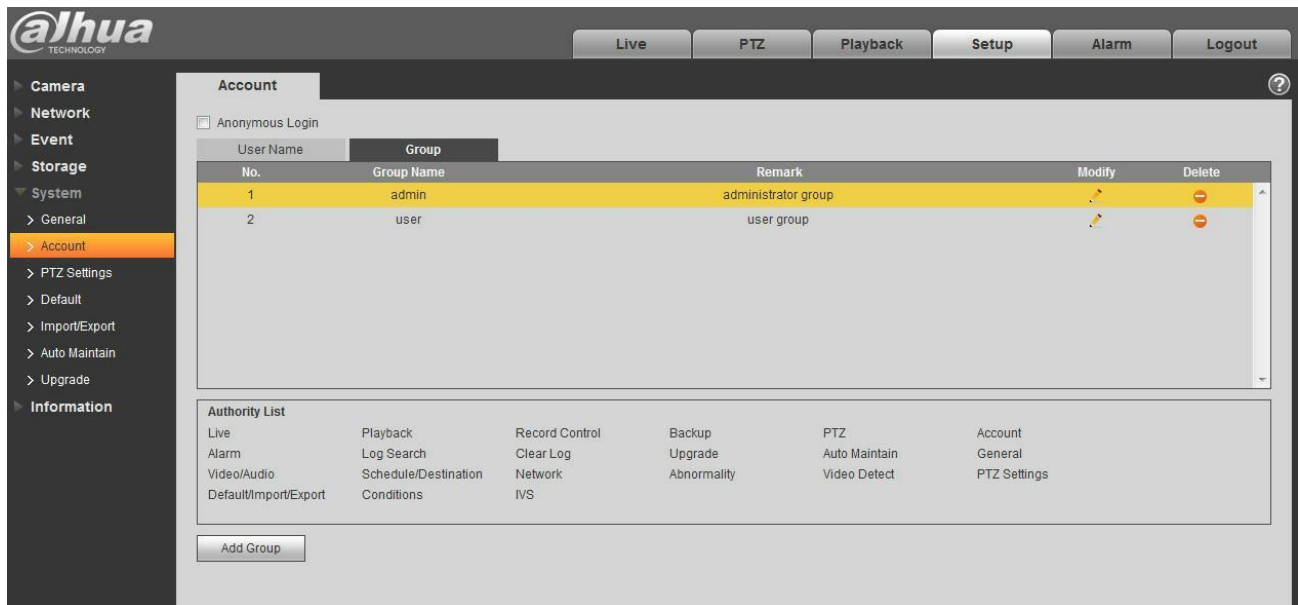 alhua
TECHNOLOGY
Live PTZ Playback Setup Alarm Logout
Camera
Network
Event
Storage
System
General
Account
PTZ Settings
Default
Import/Export
Auto Maintain
Upgrade
Information
Account
?
Anonymous Login
User Name Group
No. Group Name Remark Modify Delete
1 admin administrator group
2 user user group
Authority List
Live Playback Record Control Backup PTZ Account
Alarm Log Search Clear Log Upgrade Auto Maintain General
Video/Audio Schedule/Destination Network Abnormality Video Detect PTZ Settings
Default/Import/Export Conditions IVS
Add Group